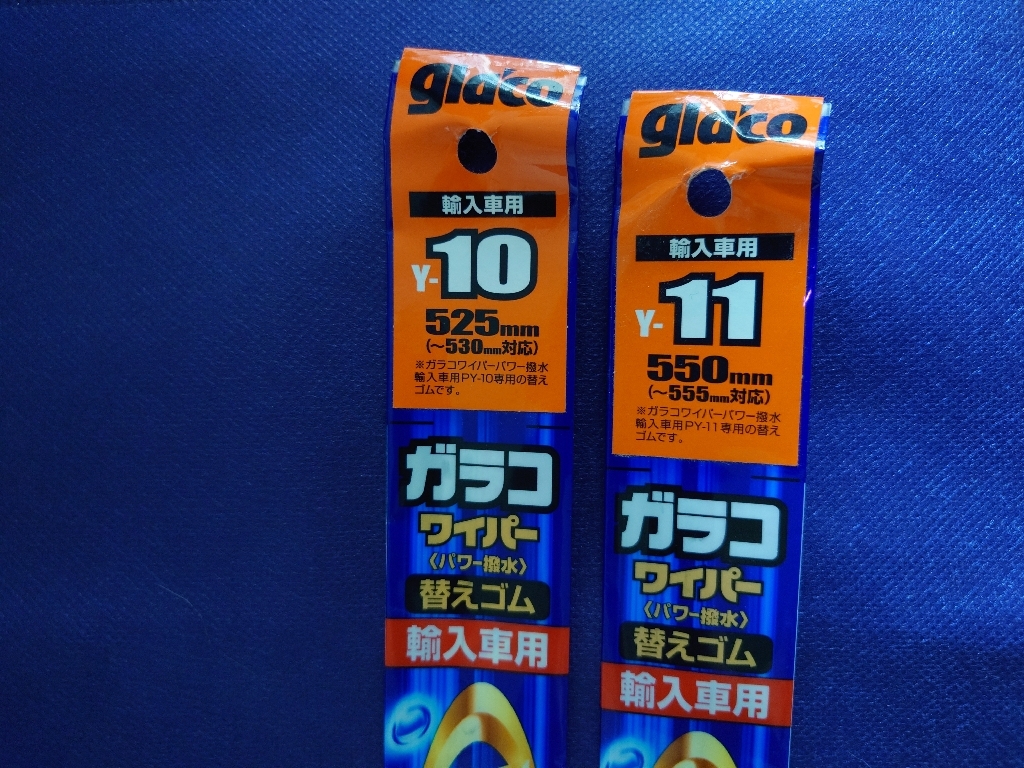 glaco
輸入車用
Y-10
525mm
(~530mm対応)
※ガラコワイパーパワー撥水
輸入車用PY-10専用の替え
ゴムです。
ガラコ
ワイパー
〈パワー撥水〉
替えゴム
輸入車用
glaco
輸入車用
Y-11
550mm
(~555mm対応)
※ガラコワイパーパワー撥水
輸入車用PY-11専用の替え
ゴムです。
ガラコ
ワイパー
〈パワー撥水〉
替えゴム
輸入車用